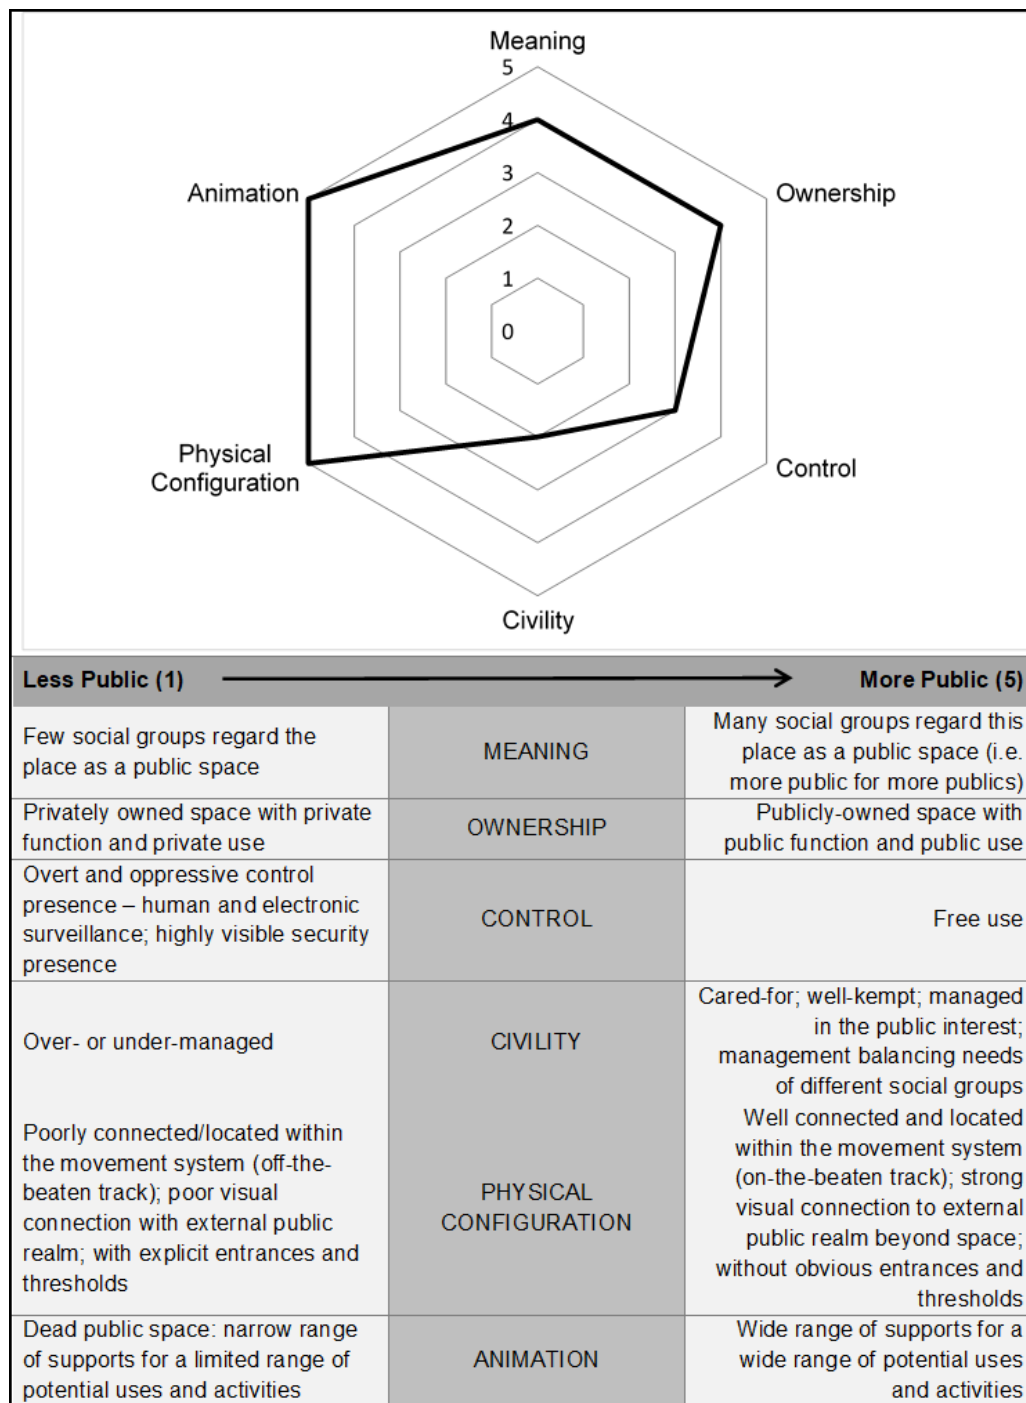 Meaning
5
4
3
2
1
0
Animation
Ownership
Physical
Configuration
Control
Civility
Less Public (1)
More Public (5)
Few social groups regard the
place as a public space
MEANING
Many social groups regard this
place as a public space (i.e.
more public for more publics)
Privately owned space with private
function and private use
OWNERSHIP
Publicly-owned space with
public function and public use
Overt and oppressive control
presence – human and electronic
surveillance; highly visible security
presence
CONTROL
Free use
Over- or under-managed
CIVILITY
Cared-for; well-kempt; managed
in the public interest;
management balancing needs
of different social groups
Poorly connected/located within
the movement system (off-the-
beaten track); poor visual
connection with external public
realm; with explicit entrances and
thresholds
PHYSICAL
CONFIGURATION
Well connected and located
within the movement system
(on-the-beaten track); strong
visual connection to external
public realm beyond space;
without obvious entrances and
thresholds
Dead public space: narrow range
of supports for a limited range of
potential uses and activities
ANIMATION
Wide range of supports for a
wide range of potential uses
and activities